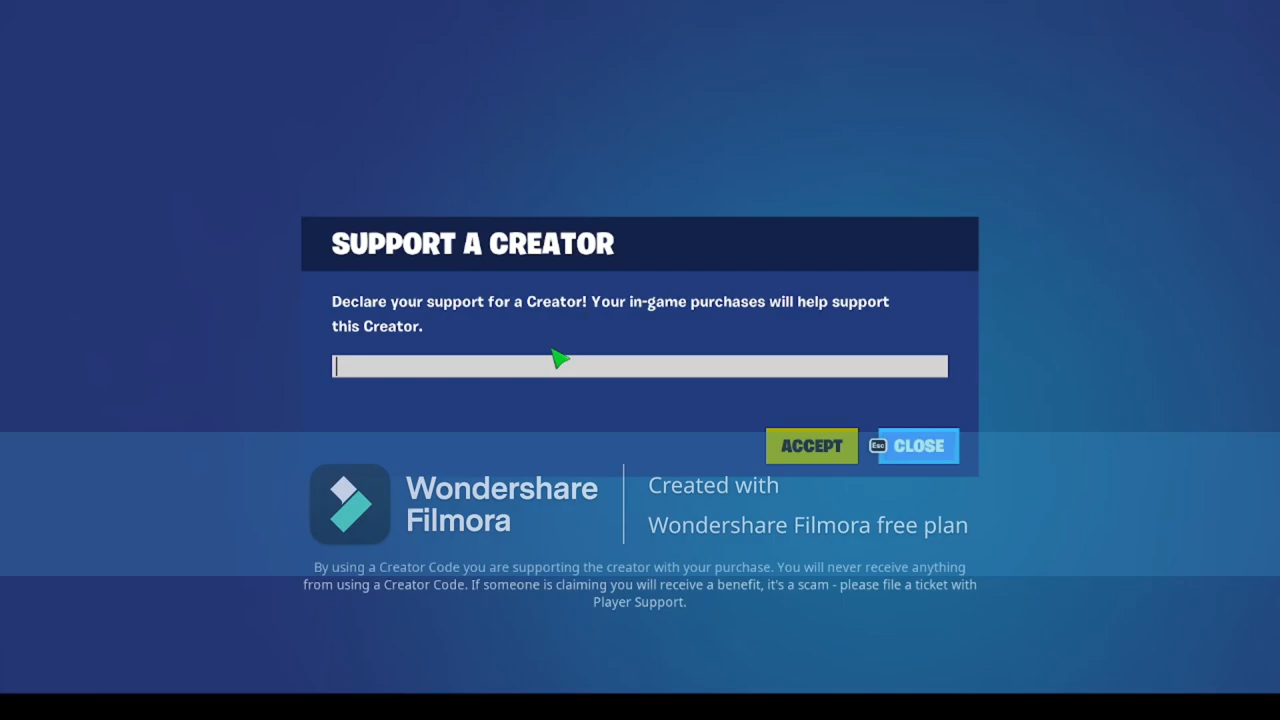 SUPPORT A CREATOR
Declare your support for a Creator! Your in-game purchases will help support
this Creator.
ACCEPT
Esc
CLOSE
Wondershare
Filmora
Created with
Wondershare Filmora free plan
By using a Creator Code you are supporting the creator with your purchase. You will never receive anything
from using a Creator Code. If someone is claiming you will receive a benefit, it's a scam - please file a ticket with
Player Support.